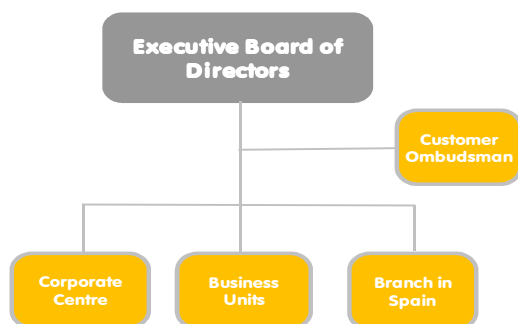 Executive Board of
Directors
Customer
Ombudsman
Corporate
Centre
Business
Units
Branch in
Spain